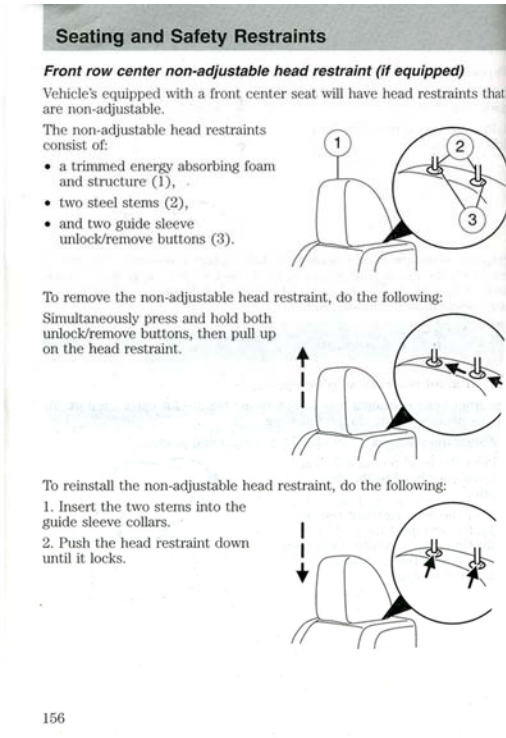 Seating and Safety Restraints
Front row center non-adjustable head restraint (if equipped)
Vehicle's equipped with a front center seat will have head restraints that
are non-adjustable.
The non-adjustable head restraints
consist of:
• a trimmed energy absorbing foam
and structure (1),
• two steel stems (2),
• and two guide sleeve
unlock/remove buttons (3).
1
2
3
To remove the non-adjustable head restraint, do the following:
Simultaneously press and hold both
unlock/remove buttons, then pull up
on the head restraint.
To reinstall the non-adjustable head restraint, do the following:
1. Insert the two stems into the
guide sleeve collars.
2. Push the head restraint down
until it locks.
156